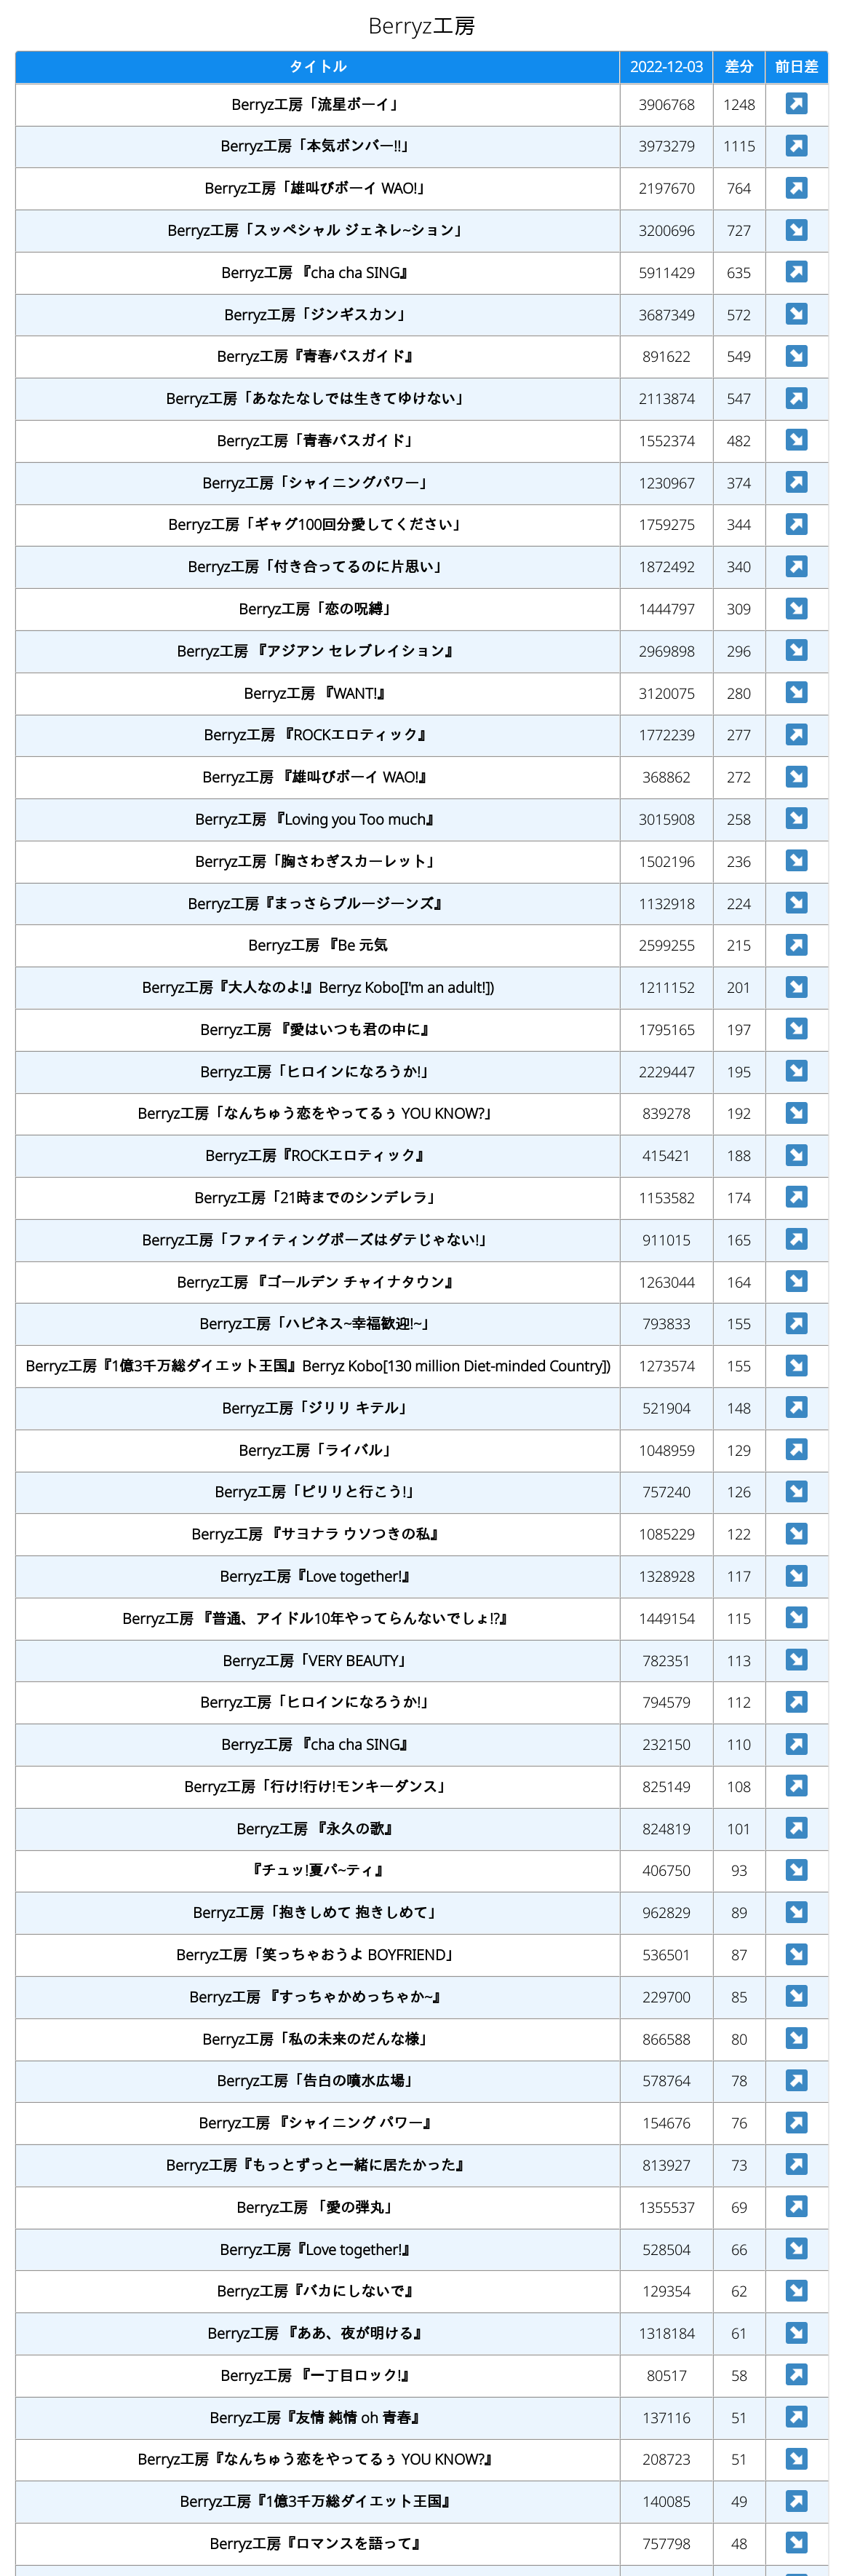 Berryz工房
タイトル 2022-12-03 差分 前日差
Berryz工房「流星ボーイ」 3906768 1248 ↗
Berryz工房「本気ボンバー!!」 3973279 1115 ↗
Berryz工房「雄叫びボーイ WAO!」 2197670 764 ↗
Berryz工房「スッペシャル ジェネレ~ション」 3200696 727 ↘
Berryz工房 『cha cha SING』 5911429 635 ↗
Berryz工房「ジンギスカン」 3687349 572 ↘
Berryz工房『青春バスガイド』 891622 549 ↘
Berryz工房「あなたなしでは生きてゆけない」 2113874 547 ↗
Berryz工房「青春バスガイド」 1552374 482 ↘
Berryz工房「シャイニングパワー」 1230967 374 ↗
Berryz工房「ギャグ100回分愛してください」 1759275 344 ↗
Berryz工房「付き合ってるのに片思い」 1872492 340 ↗
Berryz工房「恋の呪縛」 1444797 309 ↘
Berryz工房 『アジアン セレブレイション』 2969898 296 ↘
Berryz工房 『WANT!』 3120075 280 ↘
Berryz工房 『ROCKエロティック』 1772239 277 ↗
Berryz工房 『雄叫びボーイ WAO!』 368862 272 ↘
Berryz工房 『Loving you Too much』 3015908 258 ↘
Berryz工房「胸さわぎスカーレット」 1502196 236 ↘
Berryz工房『まっさらブルージーンズ』 1132918 224 ↘
Berryz工房 『Be 元気 2599255 215 ↗
Berryz工房『大人なのよ!』Berryz Kobo[I'm an adult!]) 1211152 201 ↘
Berryz工房 『愛はいつも君の中に』 1795165 197 ↘
Berryz工房「ヒロインになろうか!」 2229447 195 ↘
Berryz工房「なんちゅう恋をやってるぅ YOU KNOW?」 839278 192 ↘
Berryz工房『ROCKエロティック』 415421 188 ↘
Berryz工房「21時までのシンデレラ」 1153582 174 ↗
Berryz工房「ファイティングポーズはダテじゃない!」 911015 165 ↗
Berryz工房 『ゴールデン チャイナタウン』 1263044 164 ↘
Berryz工房「ハピネス~幸福歓迎!~」 793833 155 ↗
Berryz工房『1億3千万総ダイエット王国』Berryz Kobo[130 million Diet-minded Country]) 1273574 155 ↘
Berryz工房「ジリリ キテル」 521904 148 ↗
Berryz工房「ライバル」 1048959 129 ↗
Berryz工房「ピリリと行こう!」 757240 126 ↘
Berryz工房 『サヨナラ ウソつきの私』 1085229 122 ↘
Berryz工房『Love together!』 1328928 117 ↘
Berryz工房 『普通、アイドル10年やってらんないでしょ!?』 1449154 115 ↘
Berryz工房「VERY BEAUTY」 782351 113 ↘
Berryz工房「ヒロインになろうか!」 794579 112 ↗
Berryz工房 『cha cha SING』 232150 110 ↗
Berryz工房「行け!行け!モンキーダンス」 825149 108 ↗
Berryz工房 『永久の歌』 824819 101 ↗
『チュッ!夏パ~ティ』 406750 93 ↘
Berryz工房「抱きしめて 抱きしめて」 962829 89 ↘
Berryz工房「笑っちゃおうよ BOYFRIEND」 536501 87 ↘
Berryz工房 『すっちゃかめっちゃか~』 229700 85 ↘
Berryz工房「私の未来のだんな様」 866588 80 ↘
Berryz工房「告白の噴水広場」 578764 78 ↗
Berryz工房 『シャイニング パワー』 154676 76 ↗
Berryz工房『もっとずっと一緒に居たかった』 813927 73 ↗
Berryz工房 「愛の弾丸」 1355537 69 ↗
Berryz工房『Love together!』 528504 66 ↘
Berryz工房『バカにしないで』 129354 62 ↘
Berryz工房 『ああ、夜が明ける』 1318184 61 ↘
Berryz工房 『一丁目ロック!』 80517 58 ↗
Berryz工房『友情 純情 oh 青春』 137116 51 ↗
Berryz工房『なんちゅう恋をやってるぅ YOU KNOW?』 208723 51 ↘
Berryz工房『1億3千万総ダイエット王国』 140085 49 ↗
Berryz工房『ロマンスを語って』 757798 48 ↘